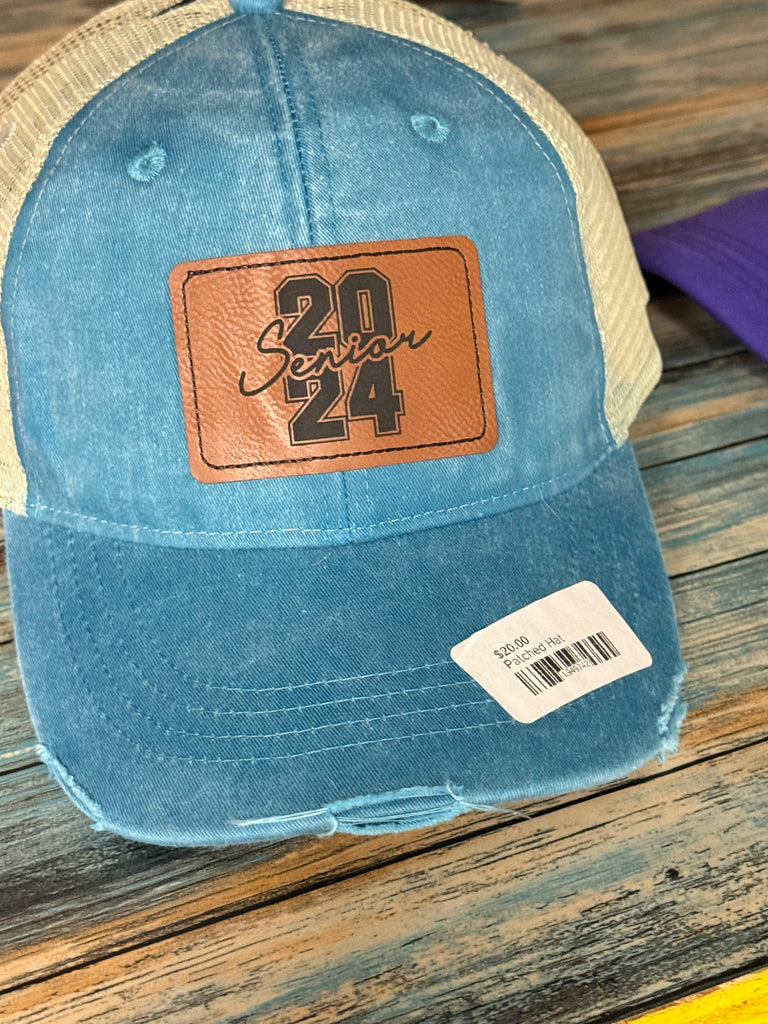 20
Senior
24
$20.00
Patched Hat